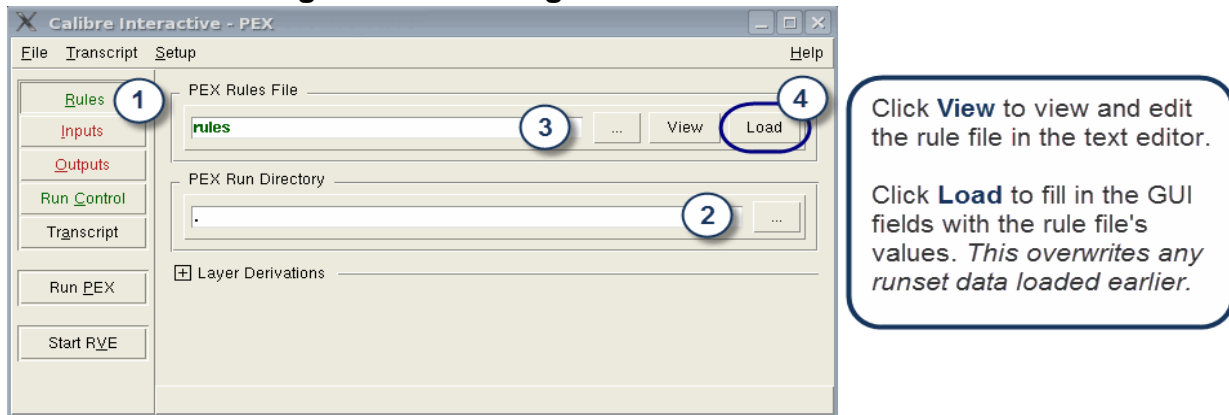 Calibre Interactive - PEX
File Transcript Setup Help
Rules 1
PEX Rules File
4
rules 3 ... View Load
Inputs
Outputs
PEX Run Directory
Run Control
. 2 ...
Transcript
+ Layer Derivations
Run PEX
Start RVE
Click View to view and edit
the rule file in the text editor.
Click Load to fill in the GUI
fields with the rule file's
values. This overwrites any
runset data loaded earlier.